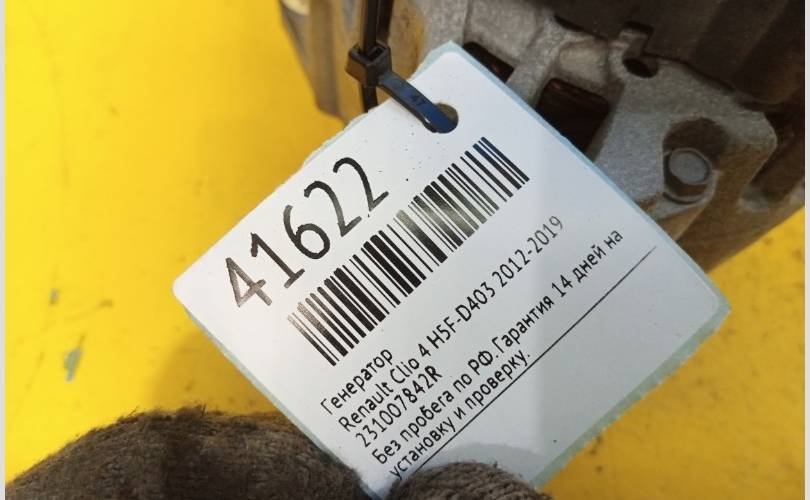 47
41622
Генератор
Renault Clio 4 H5F-D403 2012-2019
231007842R
Без пробега по РФ.Гарантия 14 дней на
установку и проверку.